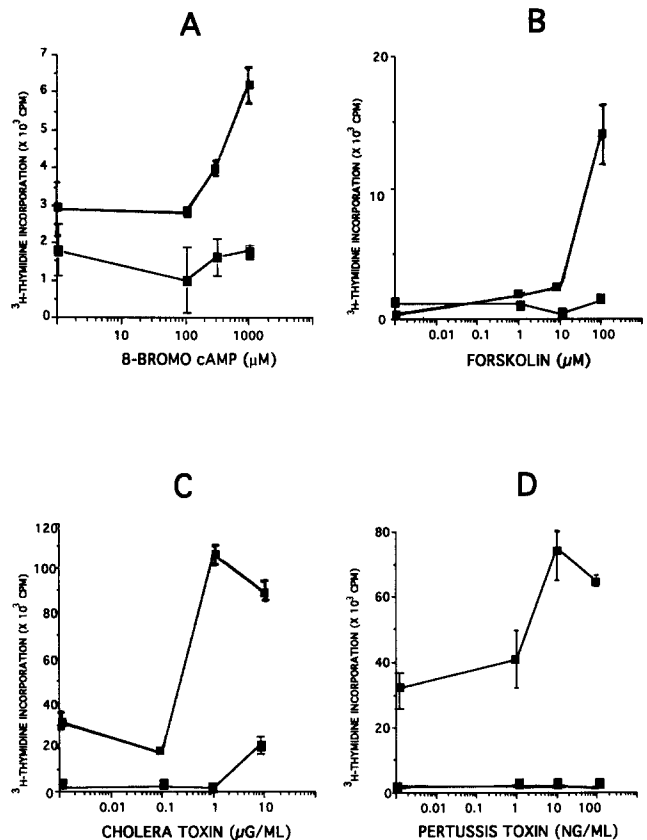 A
³H-THYMIDINE INCORPORATION (X 10³ CPM)
7
6
5
4
3
2
1
0
10 100 1000
8-BROMO cAMP (µM)
B
³H-THYMIDINE INCORPORATION (X 10³ CPM)
20
10
0
0.01 0.1 1 10 100
FORSKOLIN (µM)
C
³H-THYMIDINE INCORPORATION (X 10³ CPM)
120
100
80
60
40
20
0
0.01 0.1 1 10
CHOLERA TOXIN (µG/ML)
D
³H-THYMIDINE INCORPORATION (X 10³ CPM)
80
60
40
20
0
0.01 0.1 1 10 100
PERTUSSIS TOXIN (NG/ML)